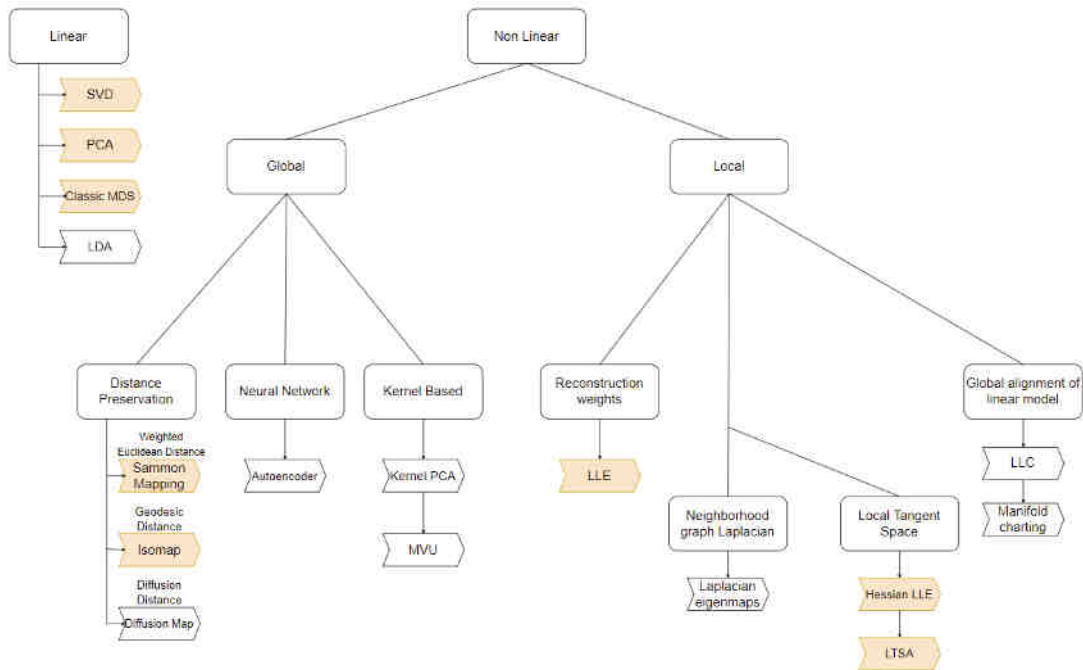 Linear
SVD
PCA
Classic MDS
LDA
Non Linear
Global
Local
Distance
Preservation
Weighted
Euclidean Distance
Sammon
Mapping
Geodesic
Distance
Isomap
Diffusion
Distance
Diffusion Map
Neural Network
Autoencoder
Kernel Based
Kernel PCA
MVU
Reconstruction
weights
LLE
Neighborhood
graph Laplacian
Laplacian
eigenmaps
Local Tangent
Space
Hessian LLE
LTSA
Global alignment of
linear model
LLC
Manifold
charting